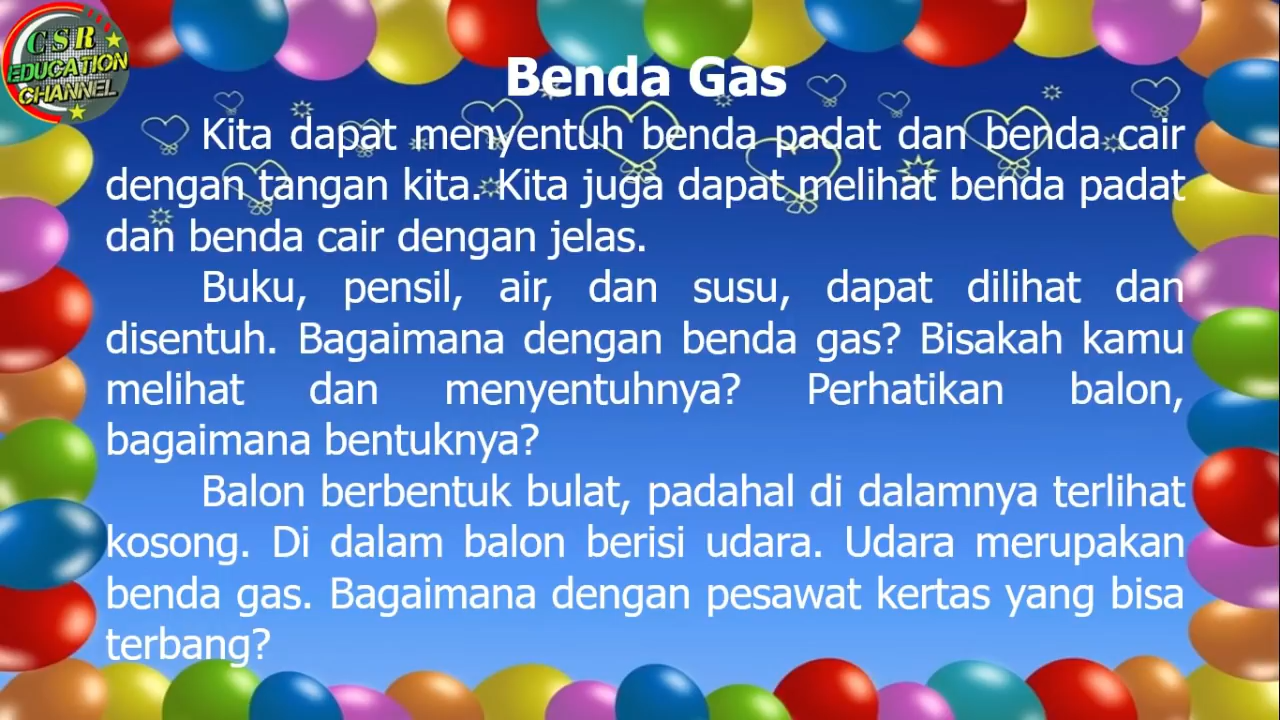 CSR
EDUCATION
CHANNEL
Benda Gas
Kita dapat menyentuh benda padat dan benda cair
dengan tangan kita. Kita juga dapat melihat benda padat
dan benda cair dengan jelas.
Buku, pensil, air, dan susu, dapat dilihat dan
disentuh. Bagaimana dengan benda gas? Bisakah kamu
melihat dan menyentuhnya? Perhatikan balon,
bagaimana bentuknya?
Balon berbentuk bulat, padahal di dalamnya terlihat
kosong. Di dalam balon berisi udara. Udara merupakan
benda gas. Bagaimana dengan pesawat kertas yang bisa
terbang?